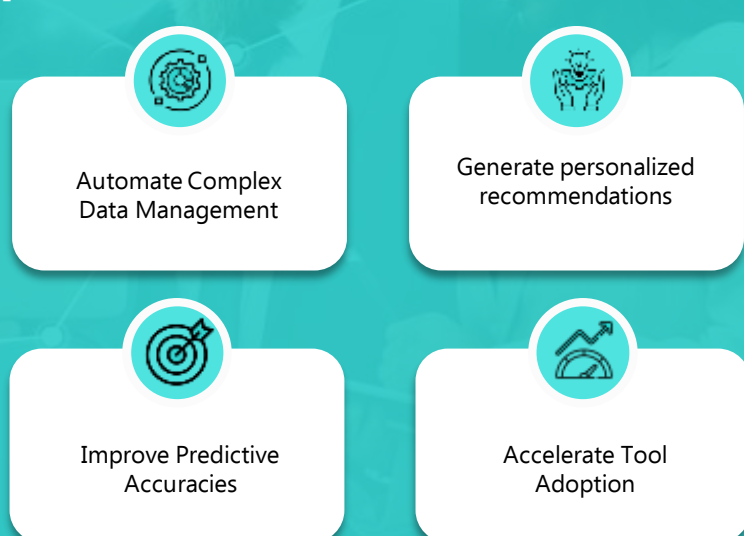 Automate Complex
Data Management
Generate personalized
recommendations
Improve Predictive
Accuracies
Accelerate Tool
Adoption